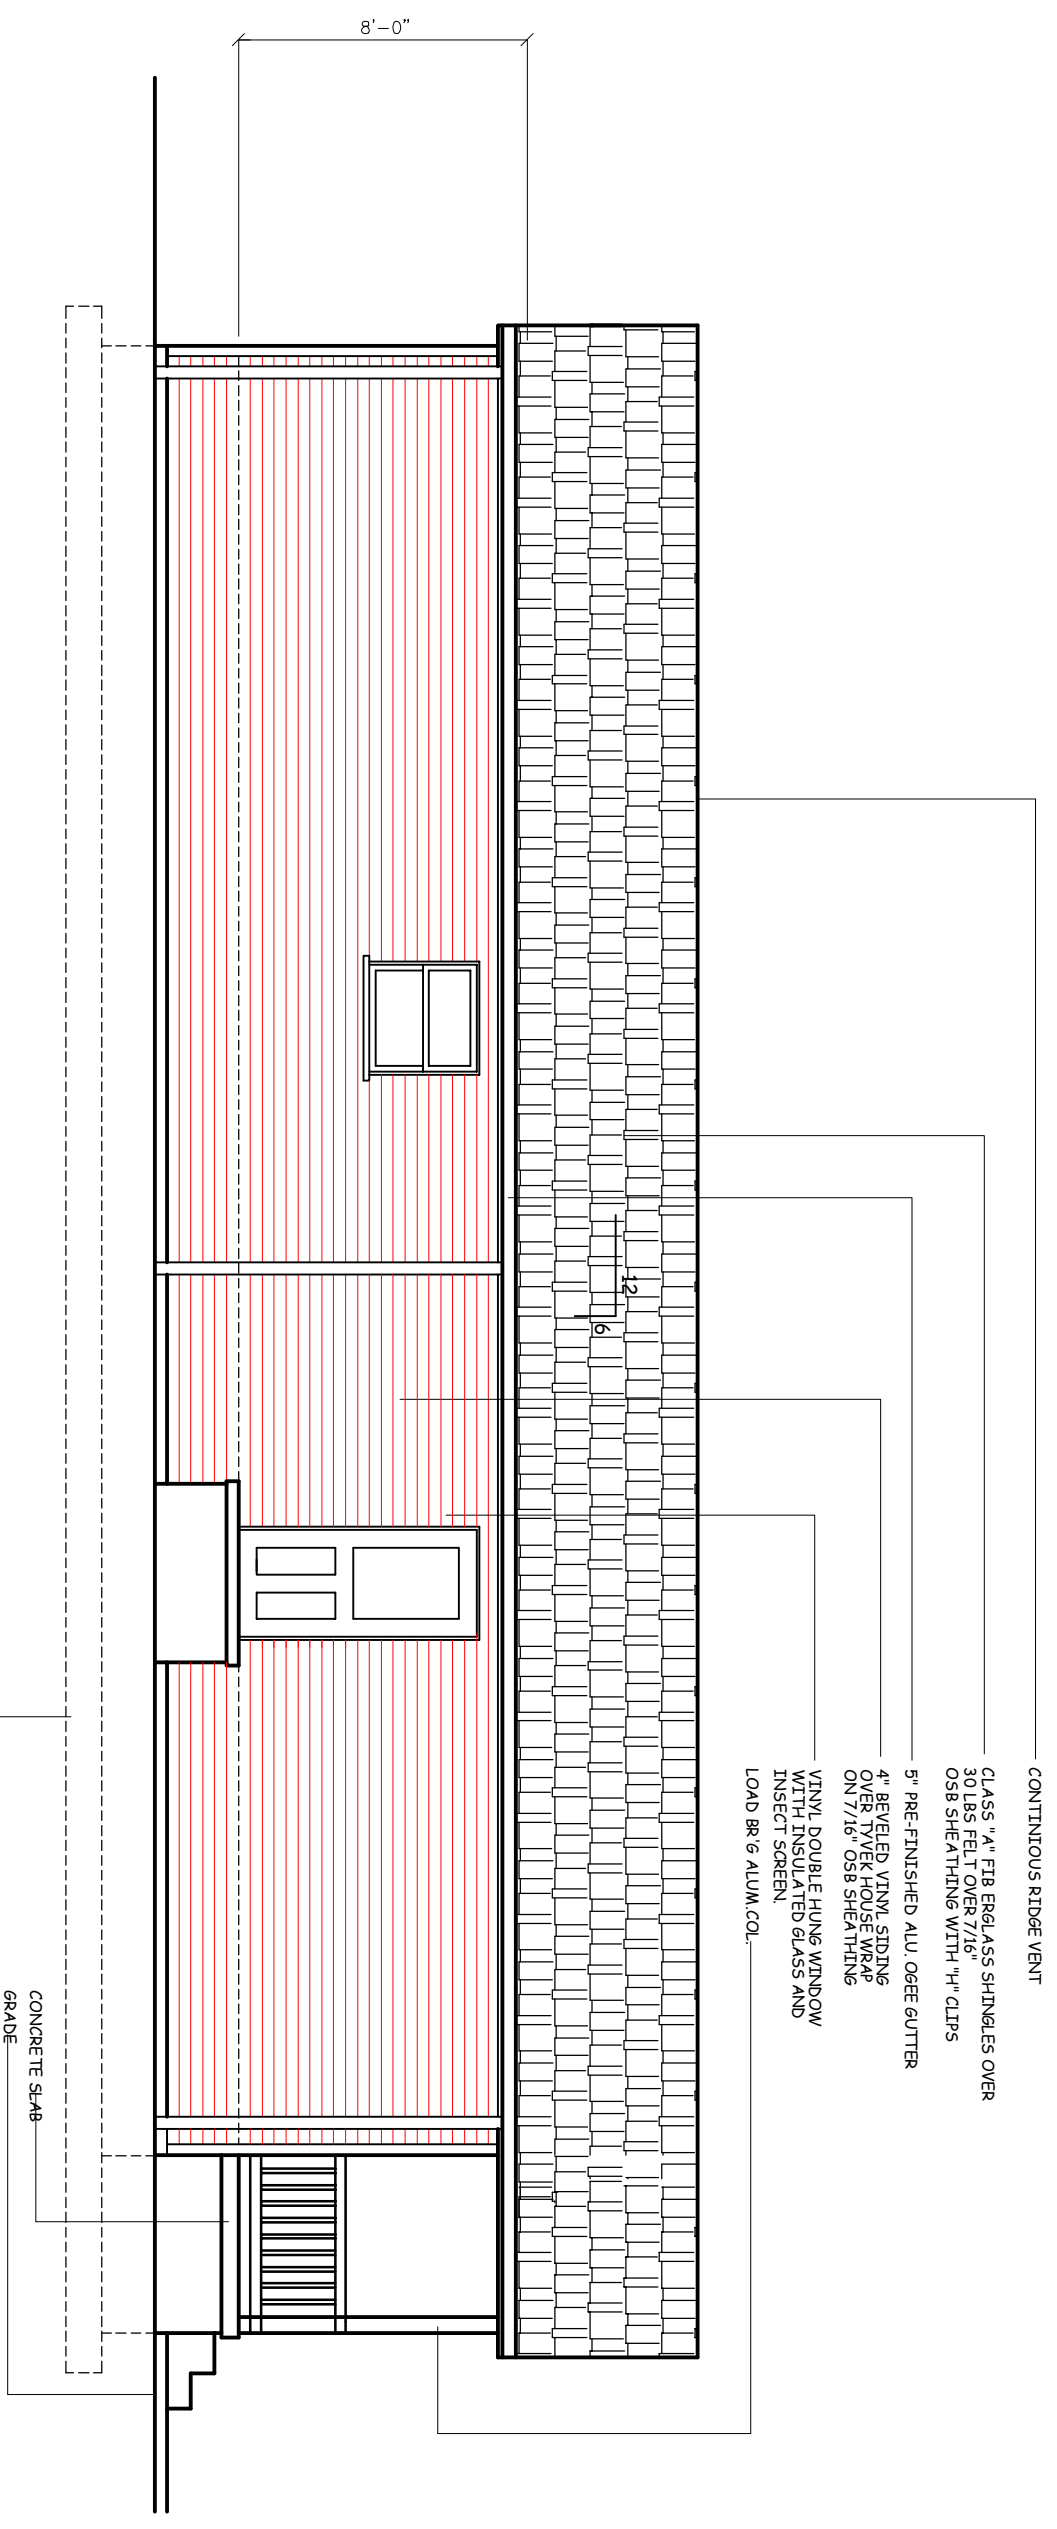 CONTINIOUS RIDGE VENT
CLASS "A" FIB ERGLASS SHINGLES OVER
30 LBS FELT OVER 7/16"
OSB SHEATHING WITH "H" CLIPS
5" PRE-FINISHED ALU. OGEE GUTTER
4" BEVELED VINYL SIDING
OVER TYVEK HOUSE WRAP
ON 7/16" OSB SHEATHING
VINYL DOUBLE HUNG WINDOW
WITH INSULATED GLASS AND
INSECT SCREEN.
LOAD BR'G ALUM.COL.
12
6
8'-0"
CONCRETE SLAB
GRADE